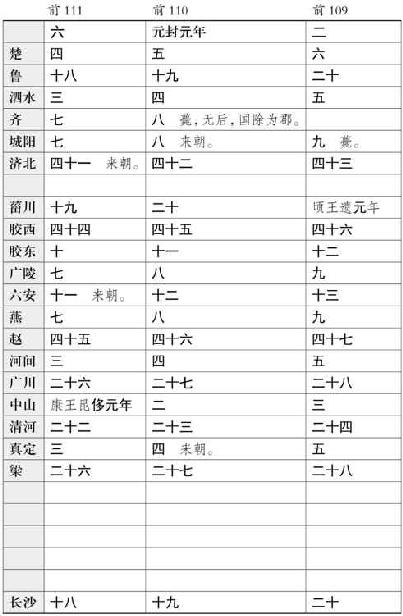 前 111 前 110 前 109
六 元封元年 二
楚 四 五 六
鲁 十八 十九 二十
泗水 三 四 五
齐 七 八 薨，无后，国除为郡。
城阳 七 八 来朝。 九 薨。
济北 四十一 来朝。 四十二 四十三
菑川 十九 二十 顷王遗元年
胶西 四十四 四十五 四十六
胶东 十 十一 十二
广陵 七 八 九
六安 十一 来朝。 十二 十三
燕 七 八 九
赵 四十五 四十六 四十七
河间 三 四 五
广川 二十六 二十七 二十八
中山 康王昆侈元年 二 三
清河 二十二 二十三 二十四
真定 三 四 来朝。 五
梁 二十六 二十七 二十八
长沙 十八 十九 二十